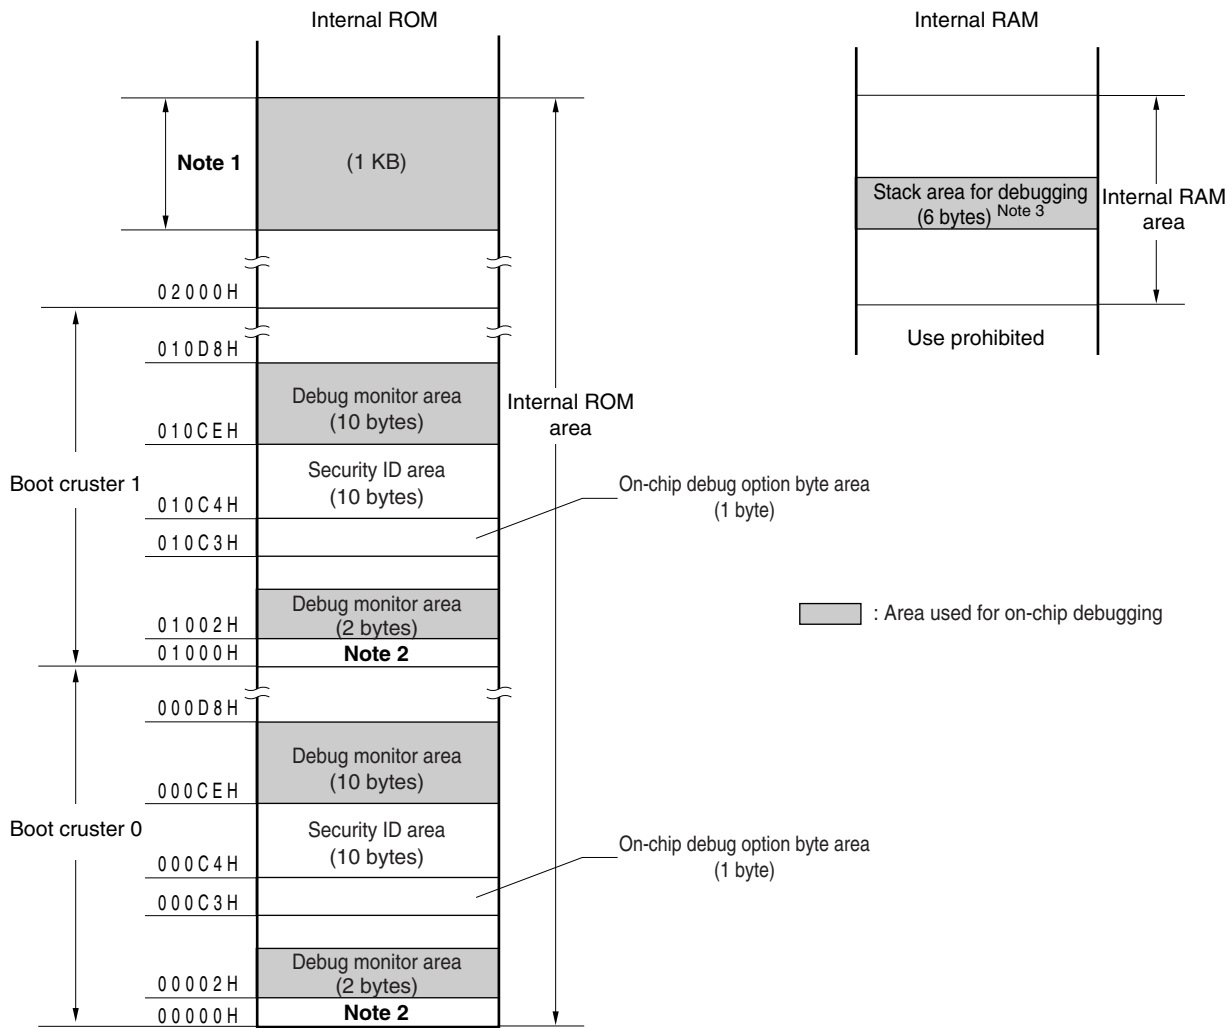 Internal ROM
Internal RAM
Note 1
(1 KB)
Stack area for debugging
(6 bytes) Note 3
Internal RAM
area
Use prohibited
02000H
010D8H
Debug monitor area
(10 bytes)
Internal ROM
area
010CEH
Boot cruster 1
Security ID area
(10 bytes)
On-chip debug option byte area
(1 byte)
010C4H
010C3H
Debug monitor area
(2 bytes)
01002H
01000H
Note 2
: Area used for on-chip debugging
000D8H
Debug monitor area
(10 bytes)
000CEH
Boot cruster 0
Security ID area
(10 bytes)
On-chip debug option byte area
(1 byte)
000C4H
000C3H
Debug monitor area
(2 bytes)
00002H
00000H
Note 2